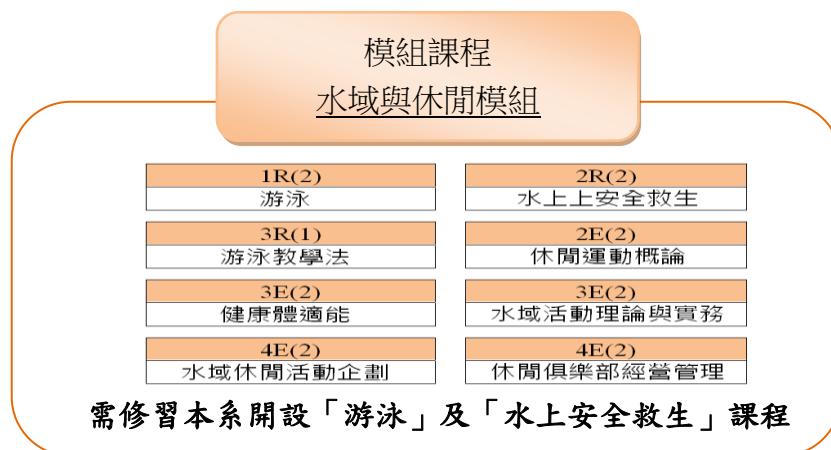 模組課程
水域與休閒模組
1R(2)
游泳
2R(2)
水上上安全救生
3R(1)
游泳教學法
2E(2)
休閒運動概論
3E(2)
健康體適能
3E(2)
水域活動理論與實務
4E(2)
水域休閒活動企劃
4E(2)
休閒俱樂部經營管理
需修習本系開設「游泳」及「水上安全救生」課程